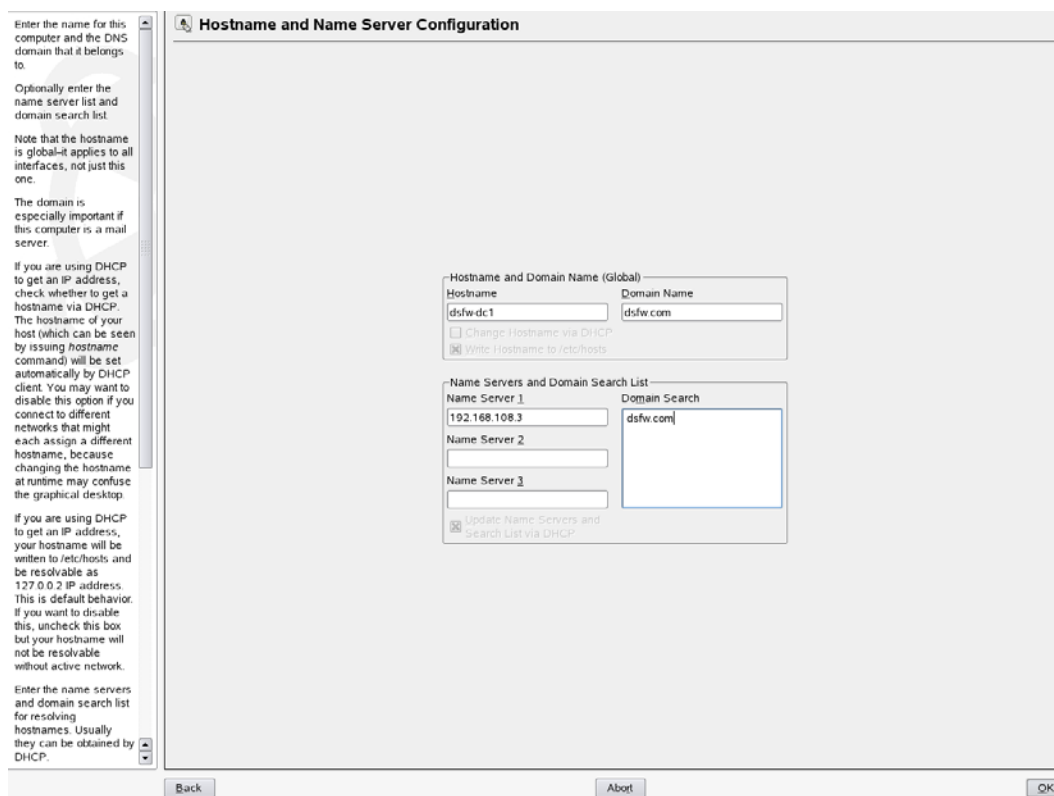 Enter the name for this
computer and the DNS
domain that it belongs
to.
Optionally enter the
name server list and
domain search list.
Note that the hostname
is global–it applies to all
interfaces, not just this
one.
The domain is
especially important if
this computer is a mail
server.
If you are using DHCP
to get an IP address,
check whether to get a
hostname via DHCP.
The hostname of your
host (which can be seen
by issuing hostname
command) will be set
automatically by DHCP
client. You may want to
disable this option if you
connect to different
networks that might
each assign a different
hostname, because
changing the hostname
at runtime may confuse
the graphical desktop.
If you are using DHCP
to get an IP address,
your hostname will be
written to /etc/hosts and
be resolvable as
127.0.0.2 IP address.
This is default behavior.
If you want to disable
this, uncheck this box
but your hostname will
not be resolvable
without active network.
Enter the name servers
and domain search list
for resolving
hostnames. Usually
they can be obtained by
DHCP.
Hostname and Name Server Configuration
Hostname and Domain Name (Global)
Hostname Domain Name
dsfw-dc1 dsfw.com
Change Hostname via DHCP
Write Hostname to /etc/hosts
Name Servers and Domain Search List
Name Server 1 Domain Search
192.168.108.3 dsfw.com
Name Server 2
Name Server 3
Update Name Servers and
Search List via DHCP
Back Abort OK